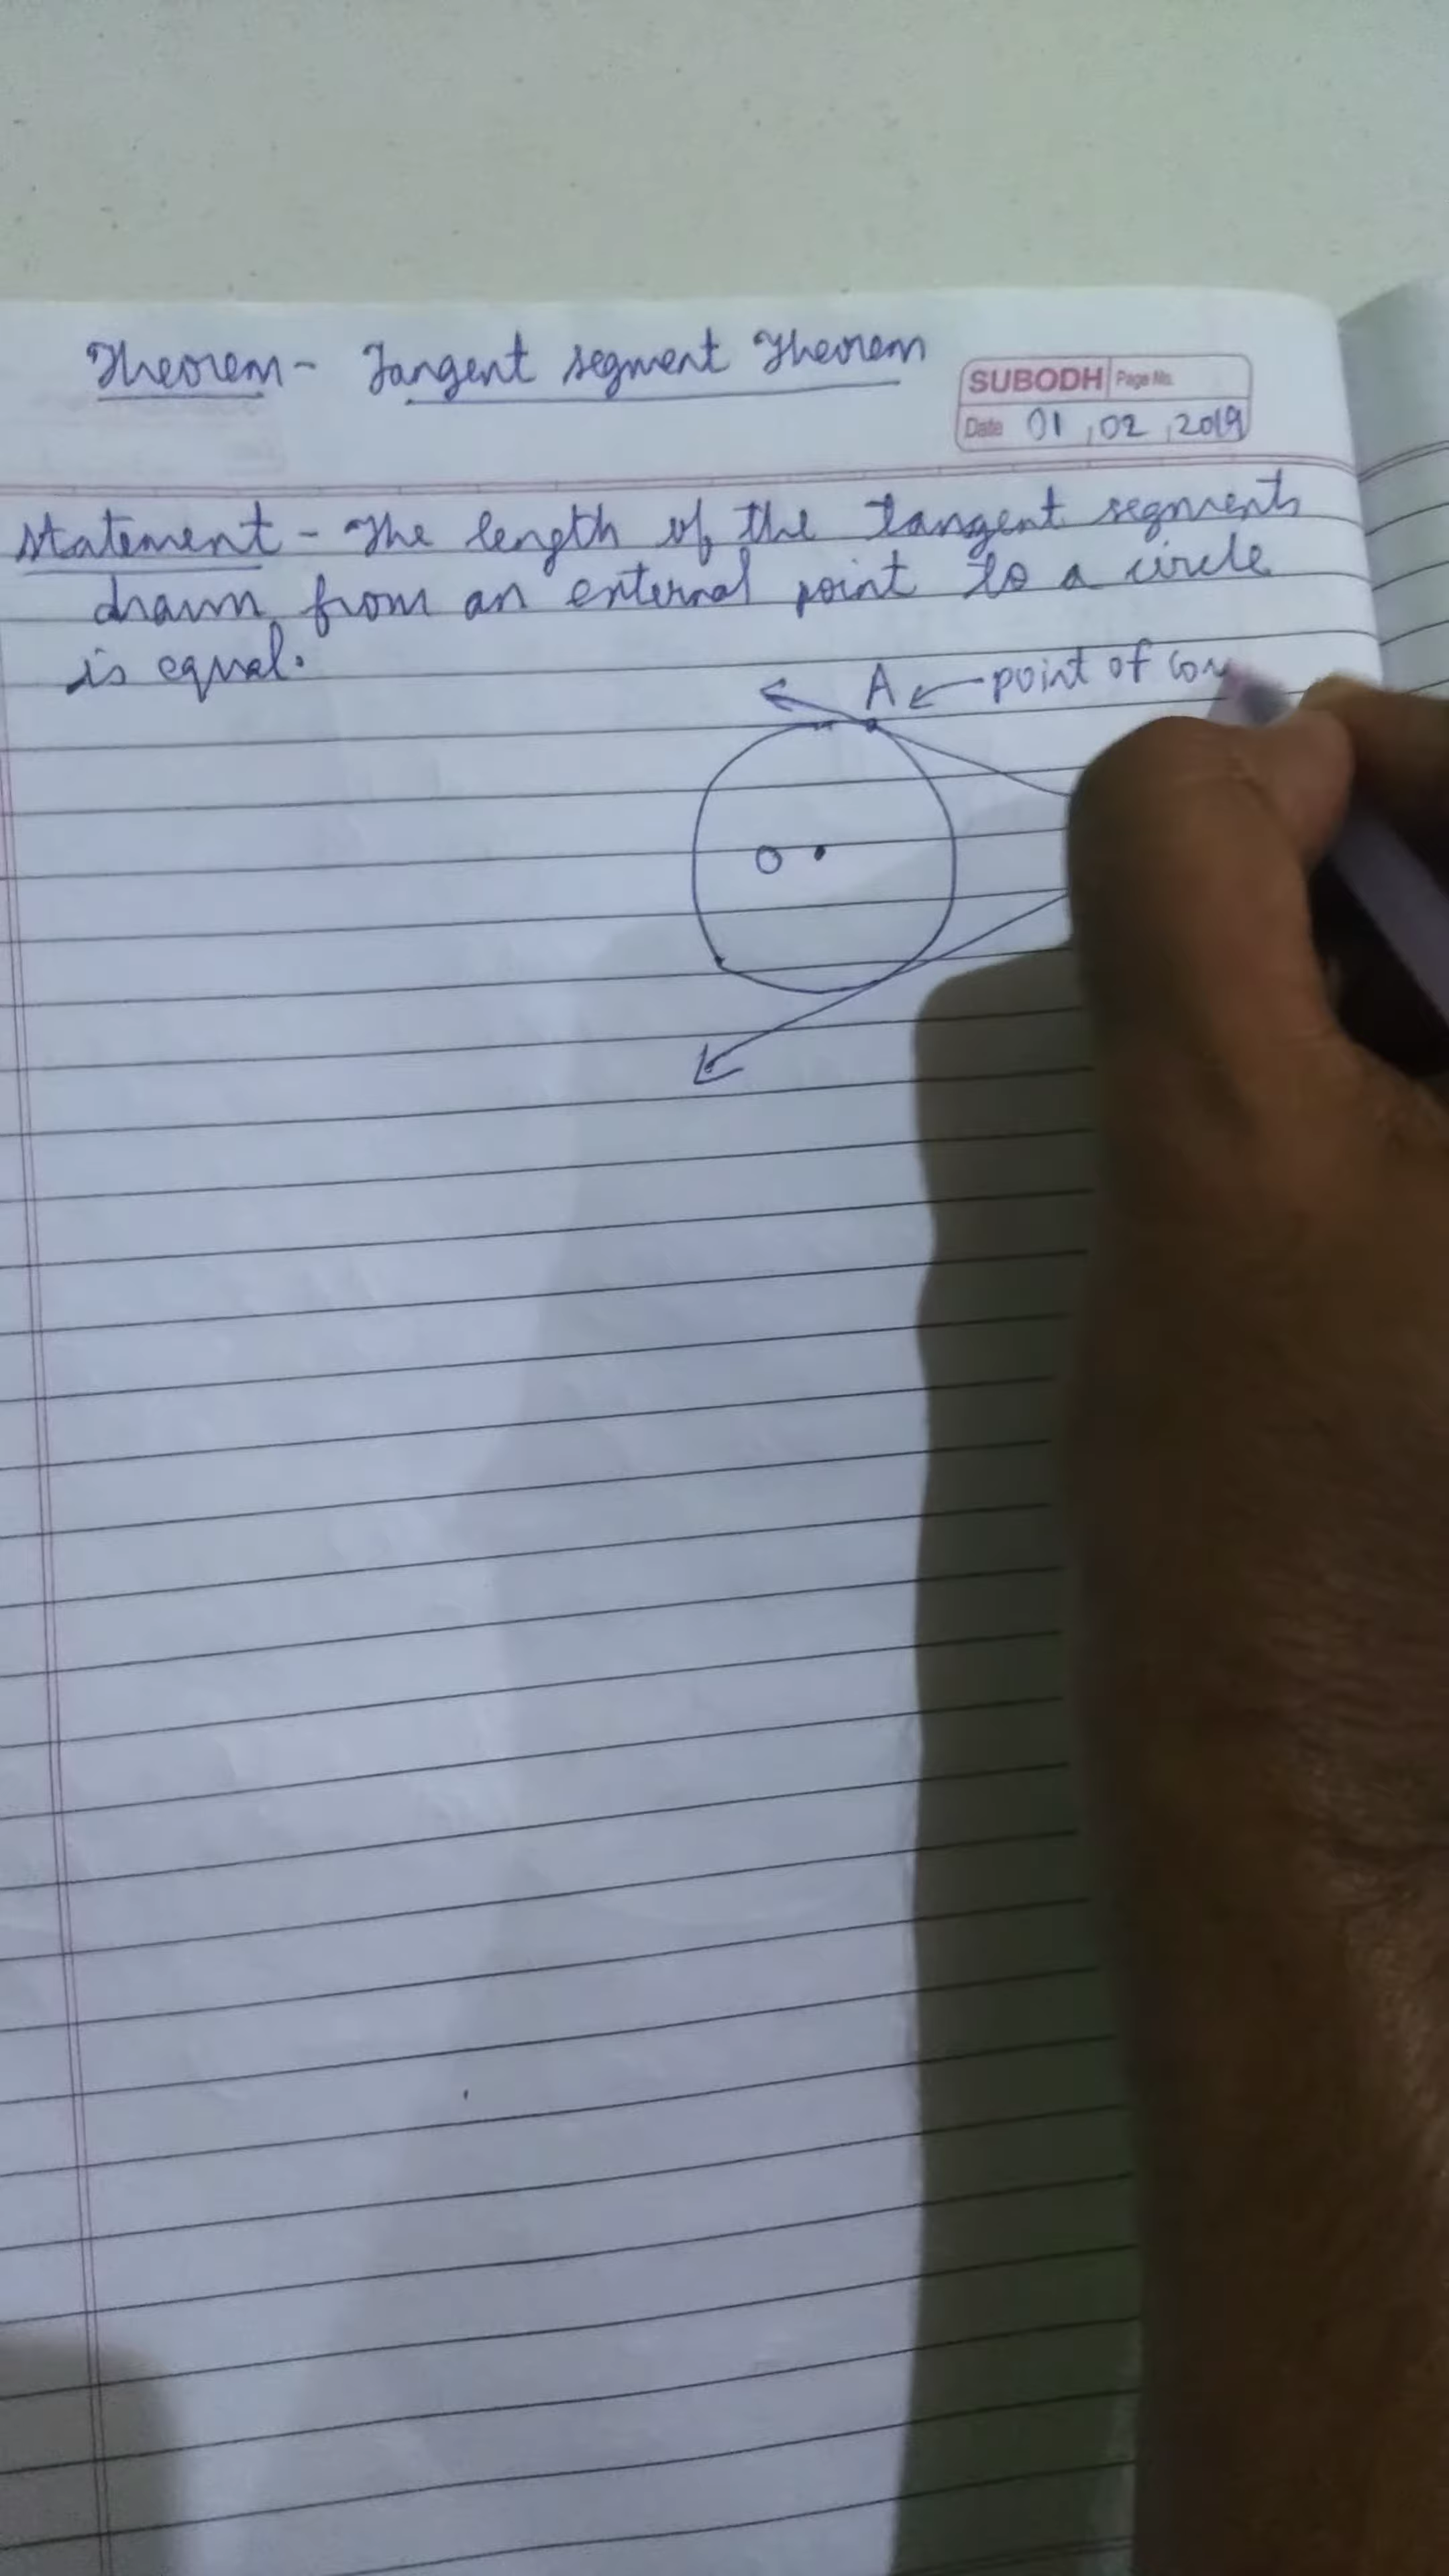 Theorem - Tangent segment Theorem
SUBODH Page No.
Date 01,02,2019
Statement - The length of the tangent segments
drawn from an external point to a circle
is equal.
A ← point of con
O